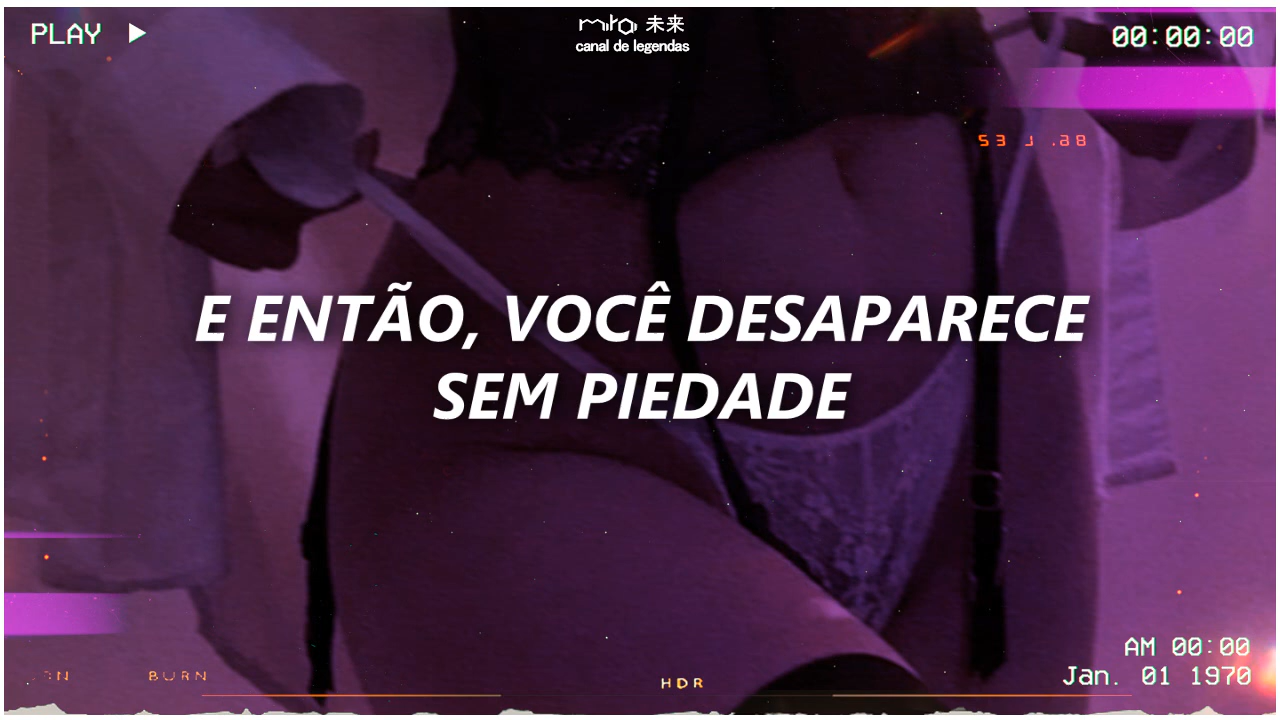 PLAY
mirai 未来
canal de legendas
00:00:00
E ENTÃO, VOCÊ DESAPARECE
SEM PIEDADE
BURN
HDR
AM 00:00
Jan. 01 1970